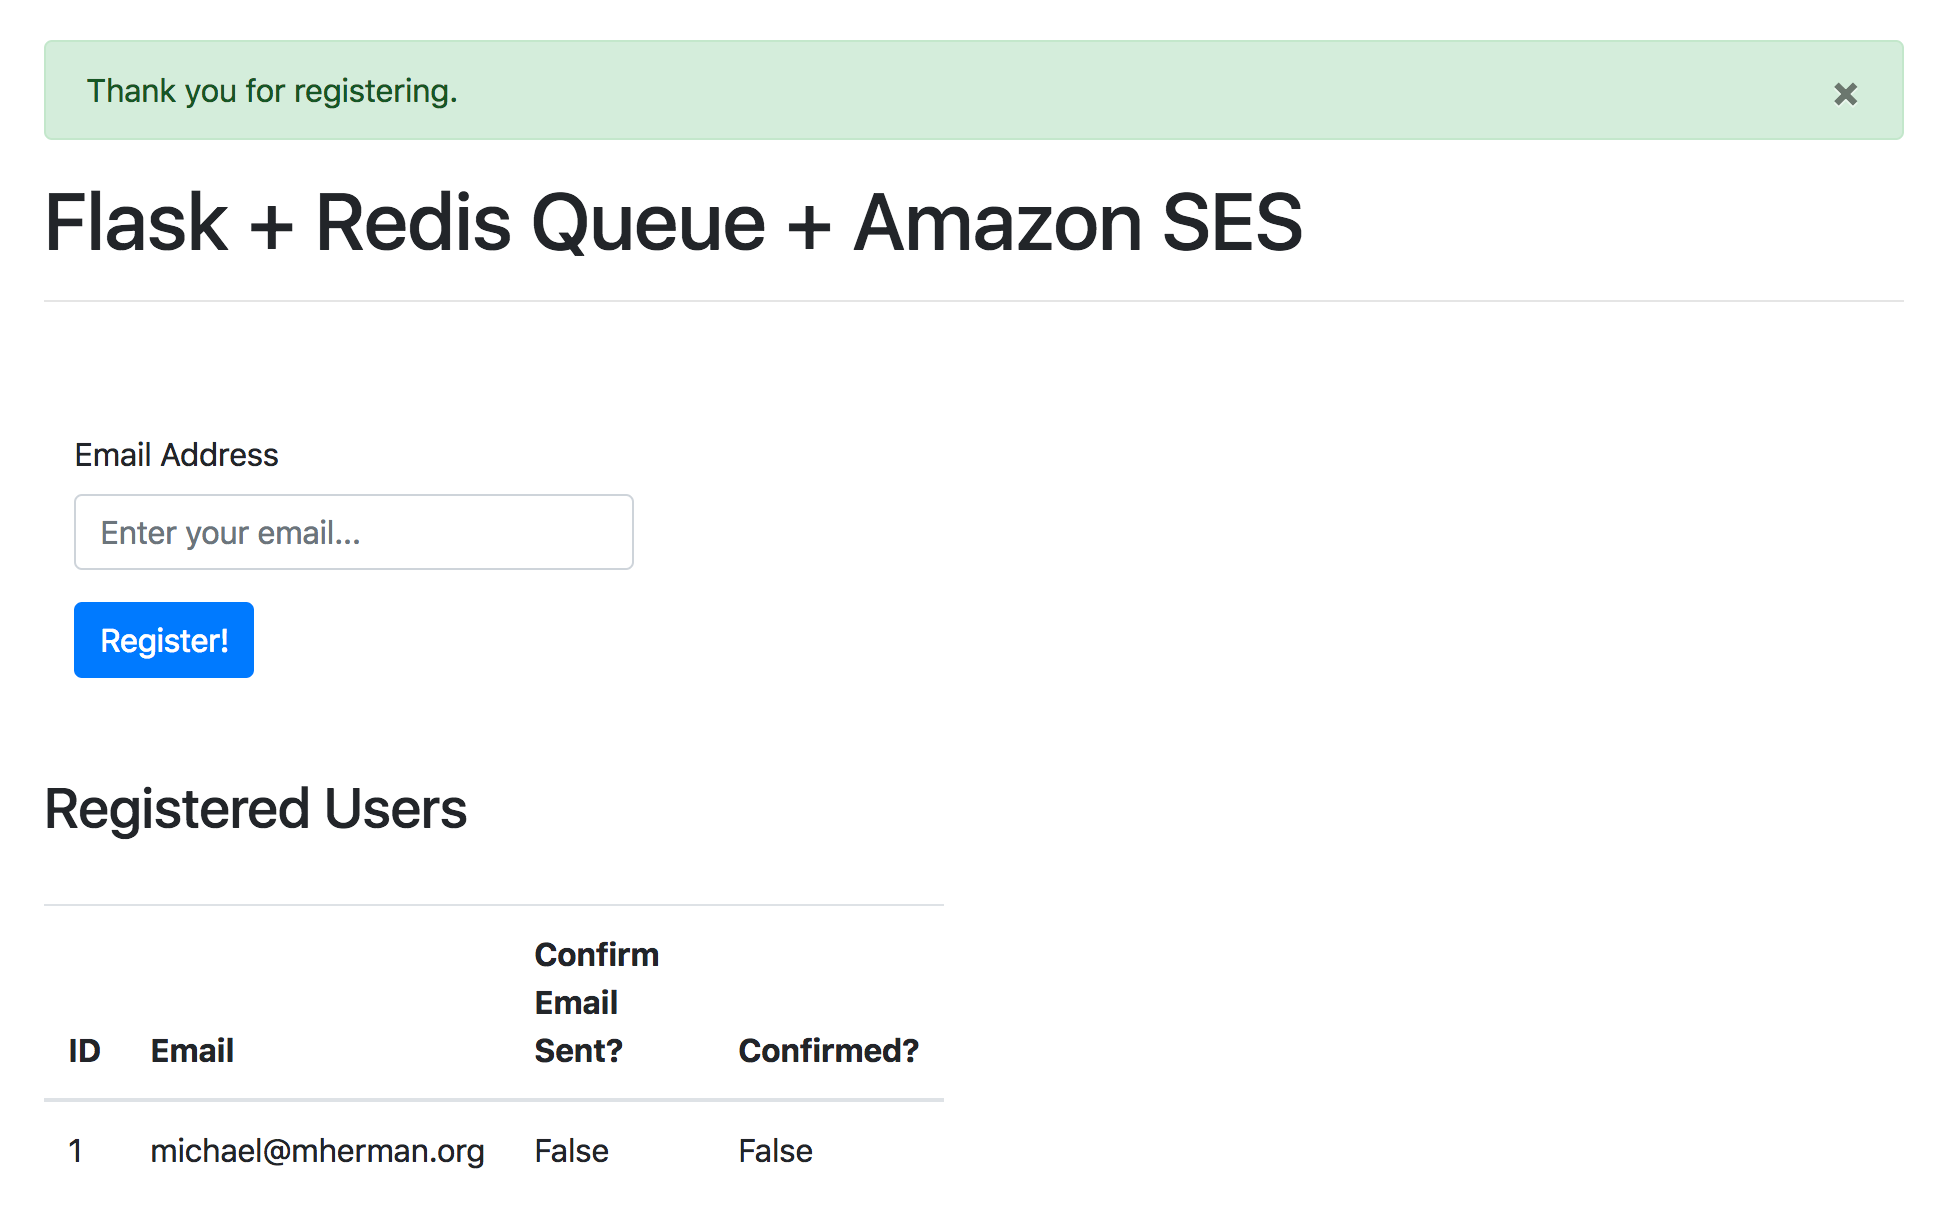 Thank you for registering.
×
Flask + Redis Queue + Amazon SES
Email Address
Enter your email...
Register!
Registered Users
ID Email Confirm Email Sent? Confirmed?
1 michael@mherman.org False False